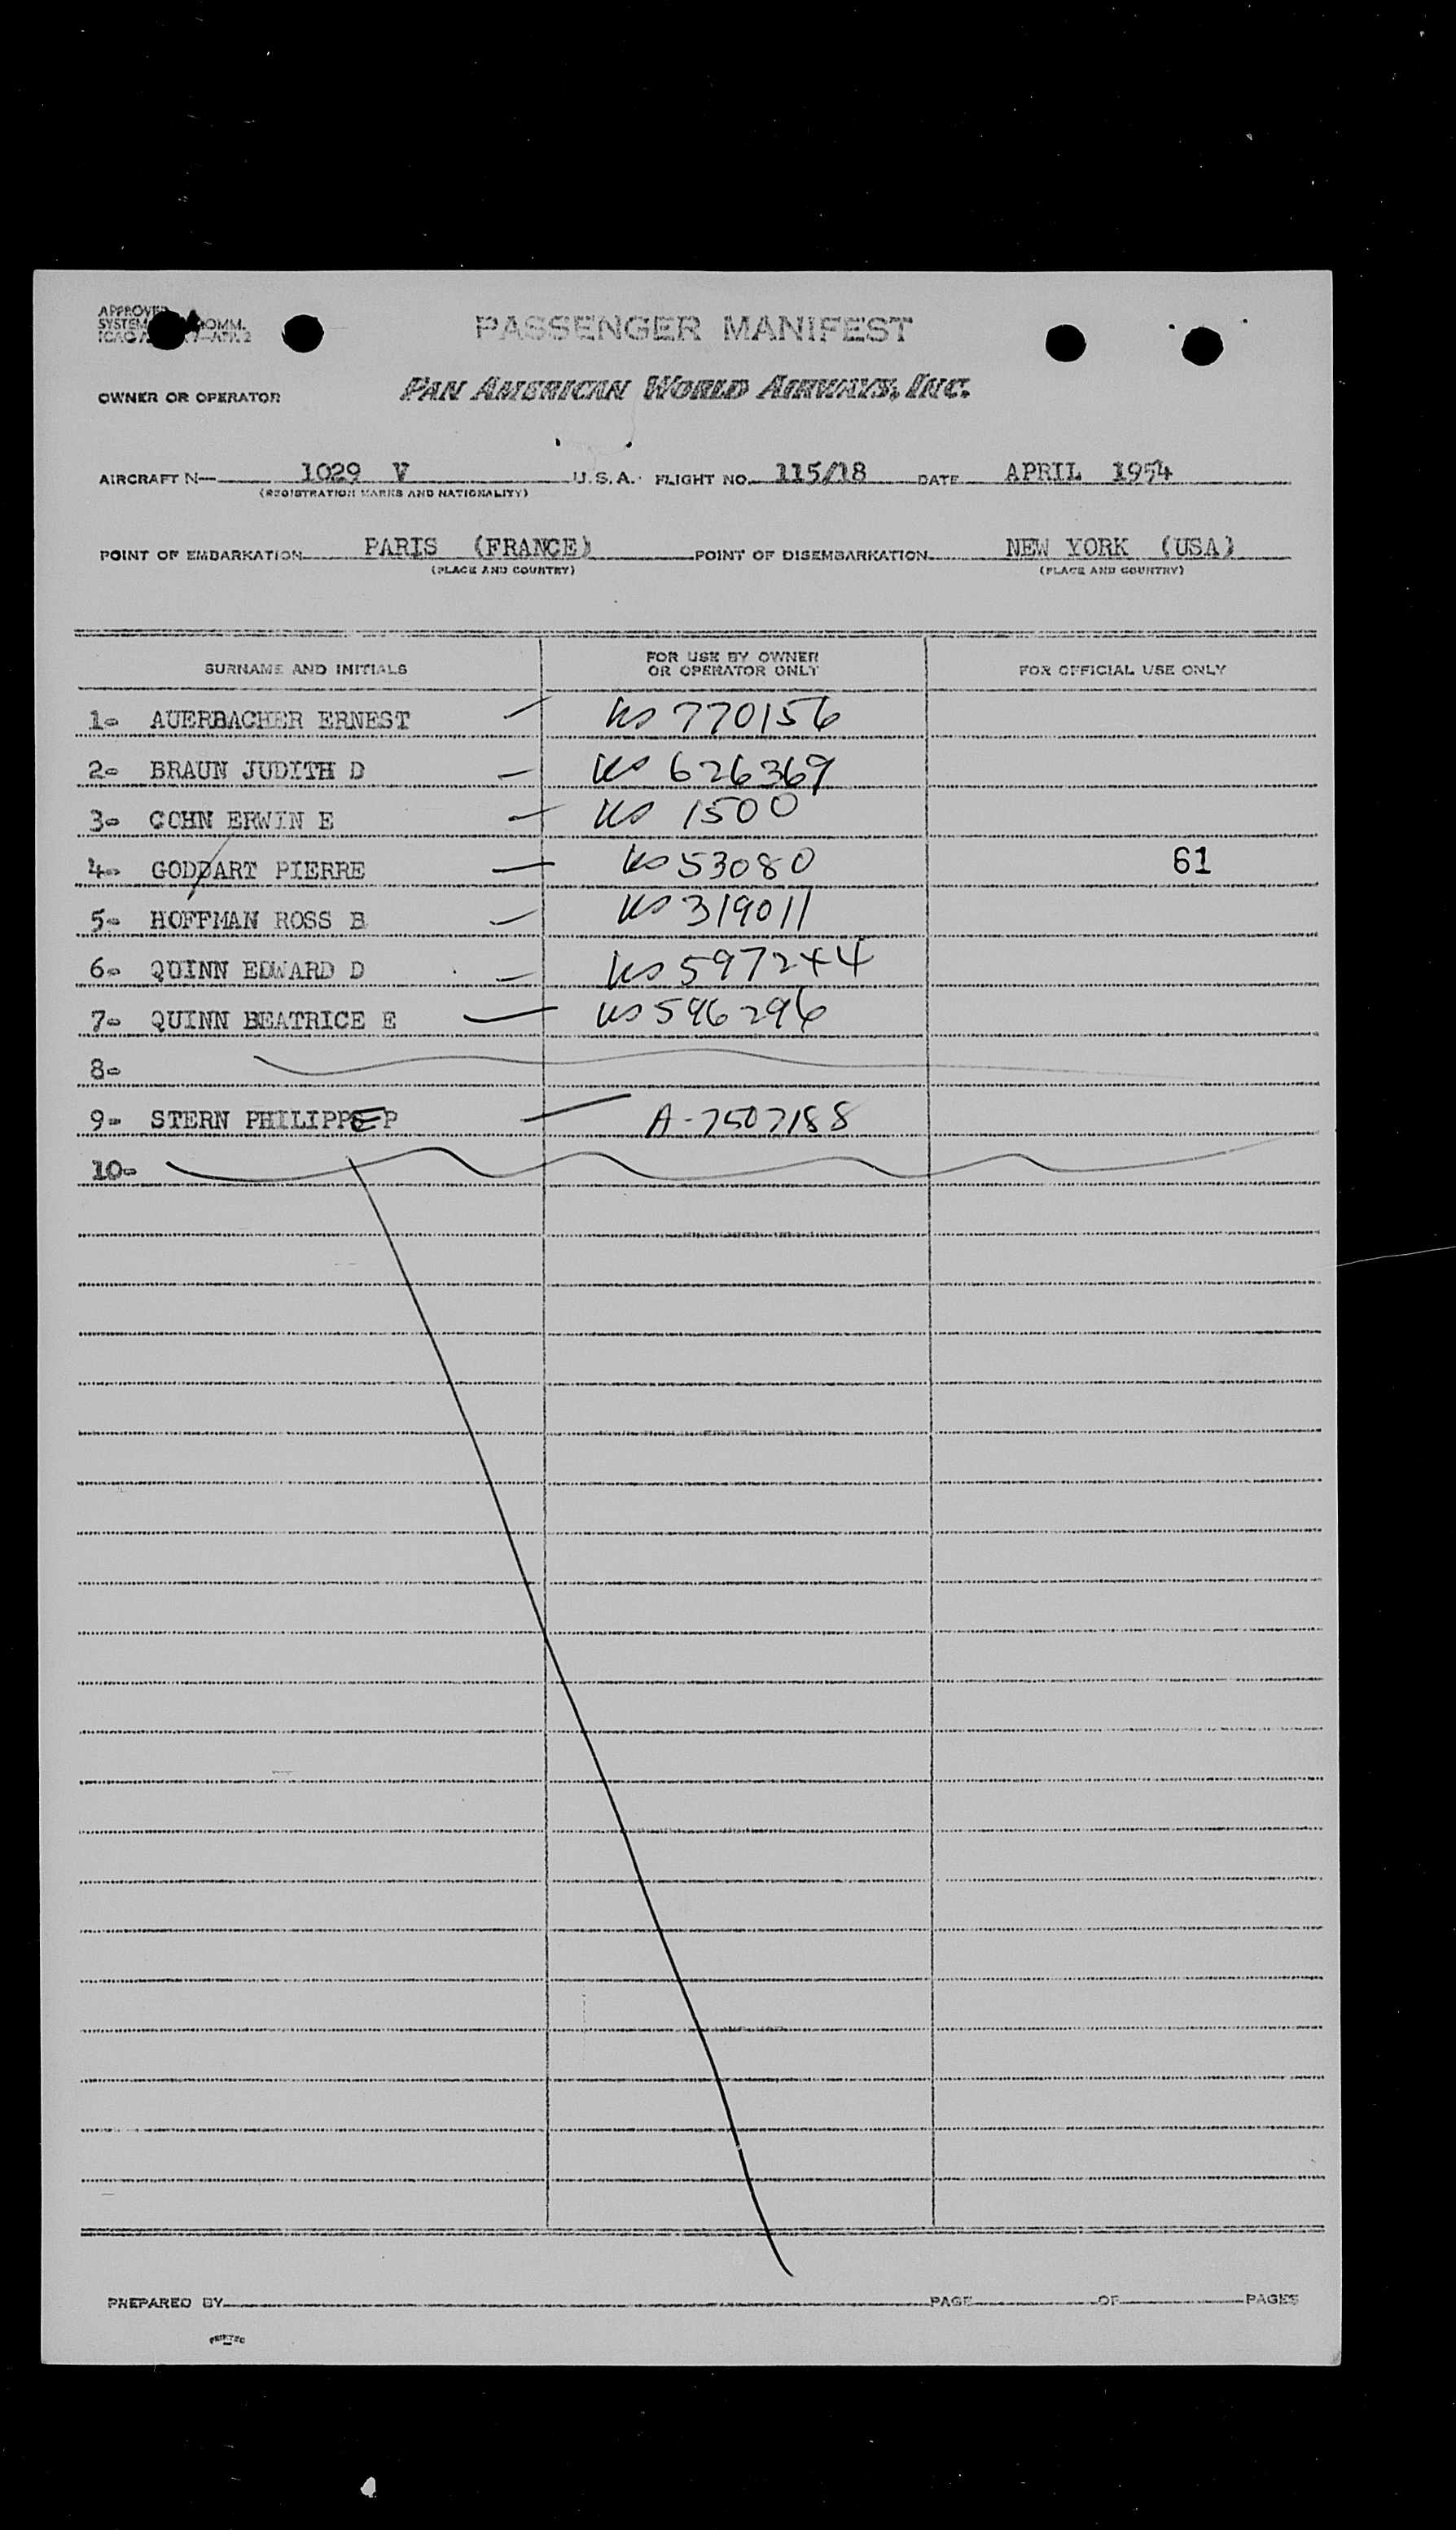 APPROVED
SYSTEM COMM.
PASSENGER MANIFEST
OWNER OR OPERATOR PAN AMERICAN WORLD AIRWAYS, INC.
AIRCRAFT N— 1029 V U.S.A. FLIGHT NO. 115/18 DATE APRIL 1954
(REGISTRATION MARKS AND NATIONALITY)
POINT OF EMBARKATION PARIS (FRANCE) POINT OF DISEMBARKATION NEW YORK (USA)
(PLACE AND COUNTRY) (PLACE AND COUNTRY)
SURNAME AND INITIALS FOR USE BY OWNER OR OPERATOR ONLY FOR OFFICIAL USE ONLY
1- AUERBACHER ERNEST US 770156
2- BRAUN JUDITH D US 626369
3- COHN ERWIN E US 1500
4- GODDART PIERRE US 53080 61
5- HOFFMAN ROSS B US 319011
6- QUINN EDWARD D US 597244
7- QUINN BEATRICE E US 596296
8-
9- STERN PHILIPPE P A-7507188
10-
PREPARED BY PAGE OF PAGES